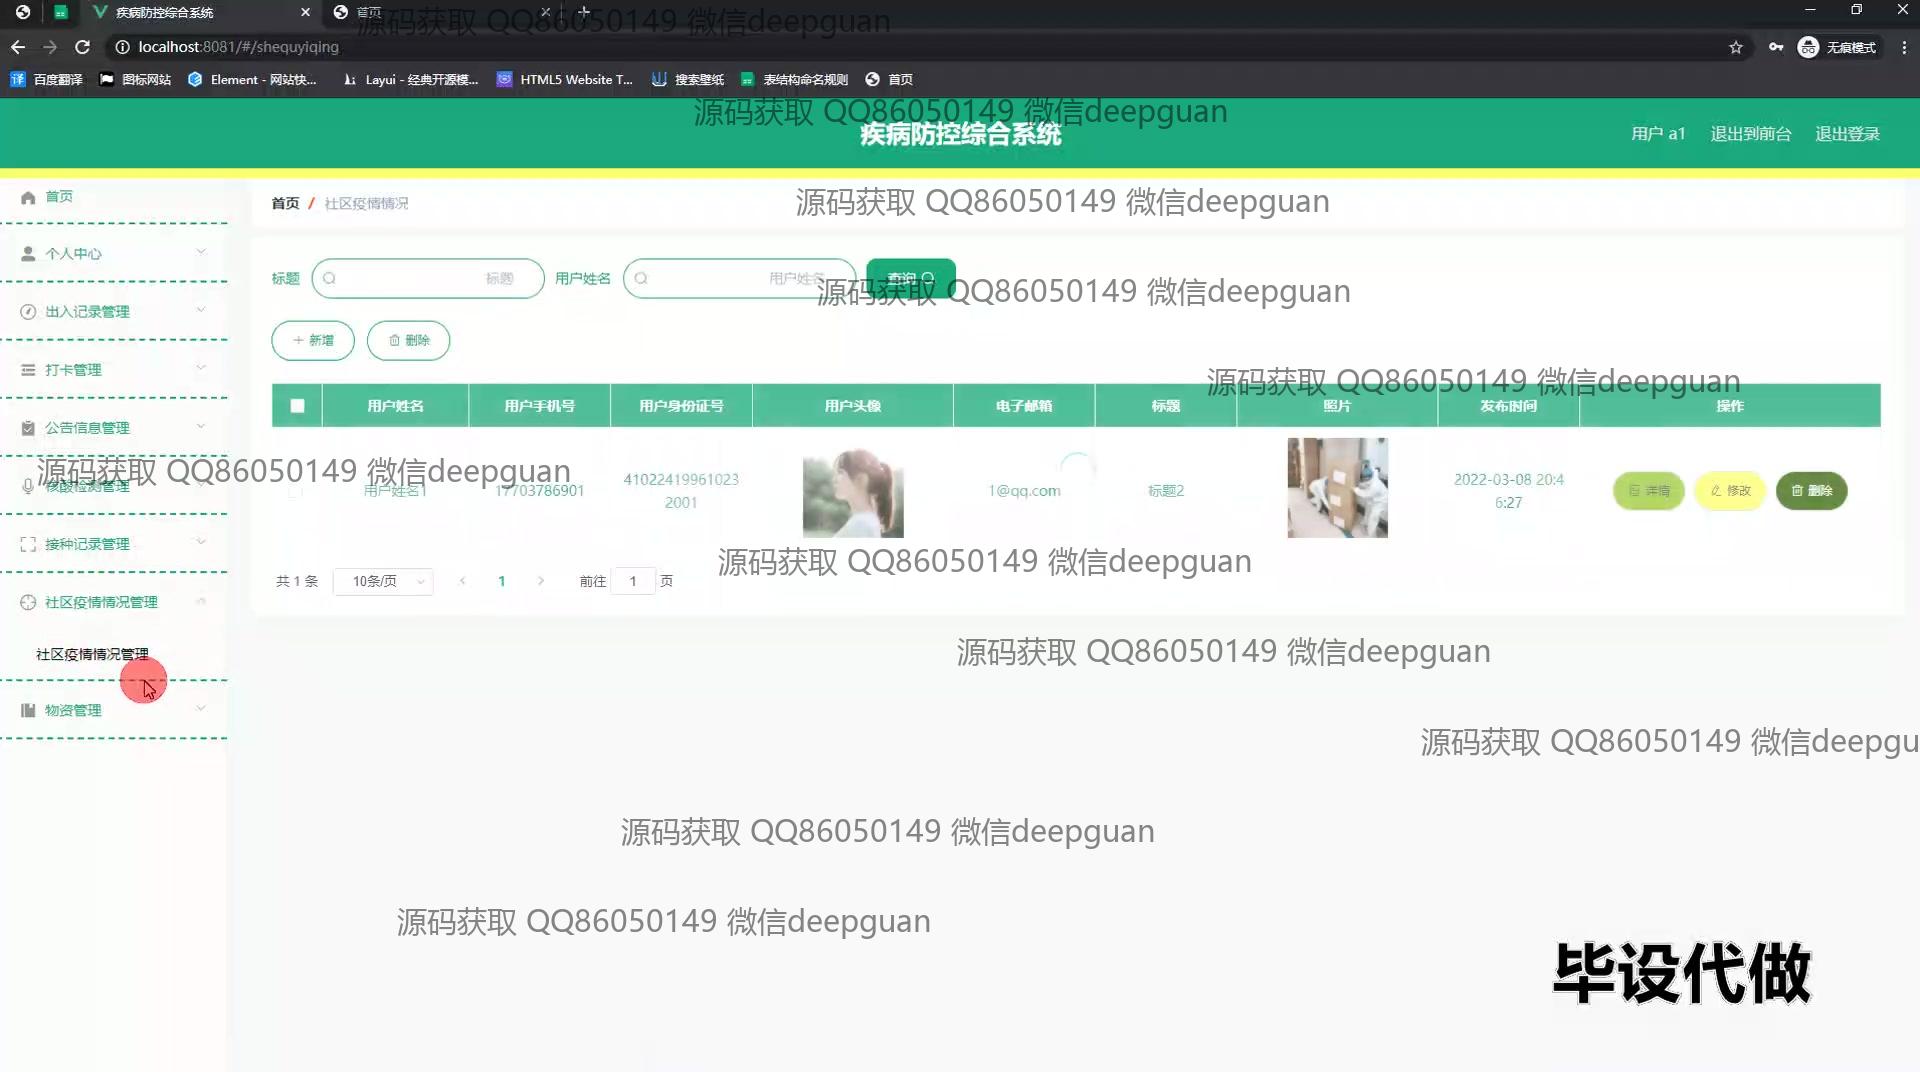 疾病防控综合系统
首页
localhost:8081/#/shequyiqing
无痕模式
百度翻译
图标网站
Element - 网站快...
Layui - 经典开源模...
HTML5 Website T...
搜索壁纸
表结构命名规则
首页
疾病防控综合系统
用户 a1
退出到前台
退出登录
首页
个人中心
出入记录管理
打卡管理
公告信息管理
核酸检测管理
接种记录管理
社区疫情情况管理
社区疫情情况管理
物资管理
首页 / 社区疫情情况
标题
标题
用户姓名
用户姓名
查询
新增
删除
用户姓名 用户手机号 用户身份证号 用户头像 电子邮箱 标题 照片 发布时间 操作
用户姓名1 17703786901 41022419961023 1@qq.com 标题2 2022-03-08 20:4 详情 修改 删除
2001 6:27
共 1 条 10条/页 1 前往 1 页
源码获取 QQ86050149 微信deepguan
源码获取 QQ86050149 微信deepguan
源码获取 QQ86050149 微信deepguan
源码获取 QQ86050149 微信deepguan
源码获取 QQ86050149 微信deepguan
源码获取 QQ86050149 微信deepguan
源码获取 QQ86050149 微信deepguan
源码获取 QQ86050149 微信deepguan
源码获取 QQ86050149 微信deepgu
源码获取 QQ86050149 微信deepguan
源码获取 QQ86050149 微信deepguan
毕设代做